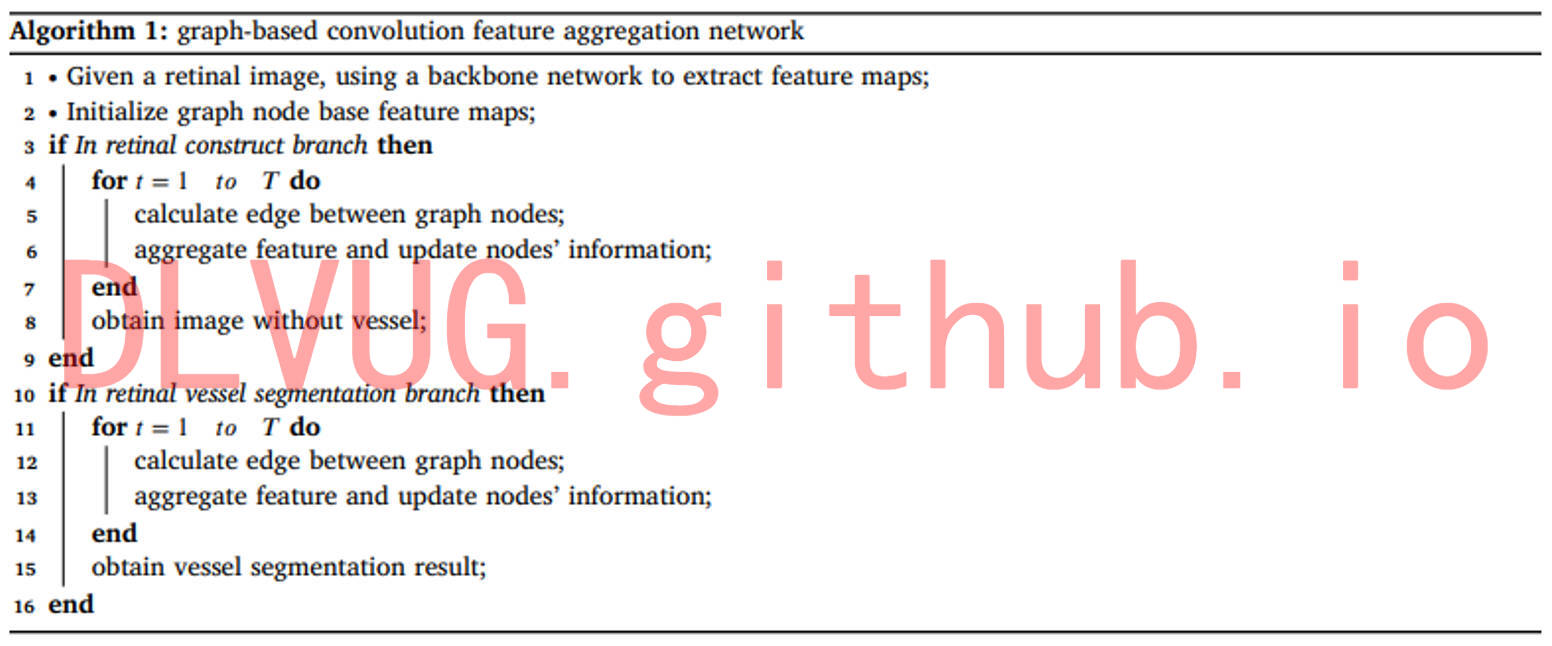 Algorithm 1: graph-based convolution feature aggregation network
1 • Given a retinal image, using a backbone network to extract feature maps;
2 • Initialize graph node base feature maps;
3 if In retinal construct branch then
4 for t = 1 to T do
5 calculate edge between graph nodes;
6 aggregate feature and update nodes’ information;
7 end
8 obtain image without vessel;
9 end
10 if In retinal vessel segmentation branch then
11 for t = 1 to T do
12 calculate edge between graph nodes;
13 aggregate feature and update nodes’ information;
14 end
15 obtain vessel segmentation result;
16 end
DLVUG.github.io